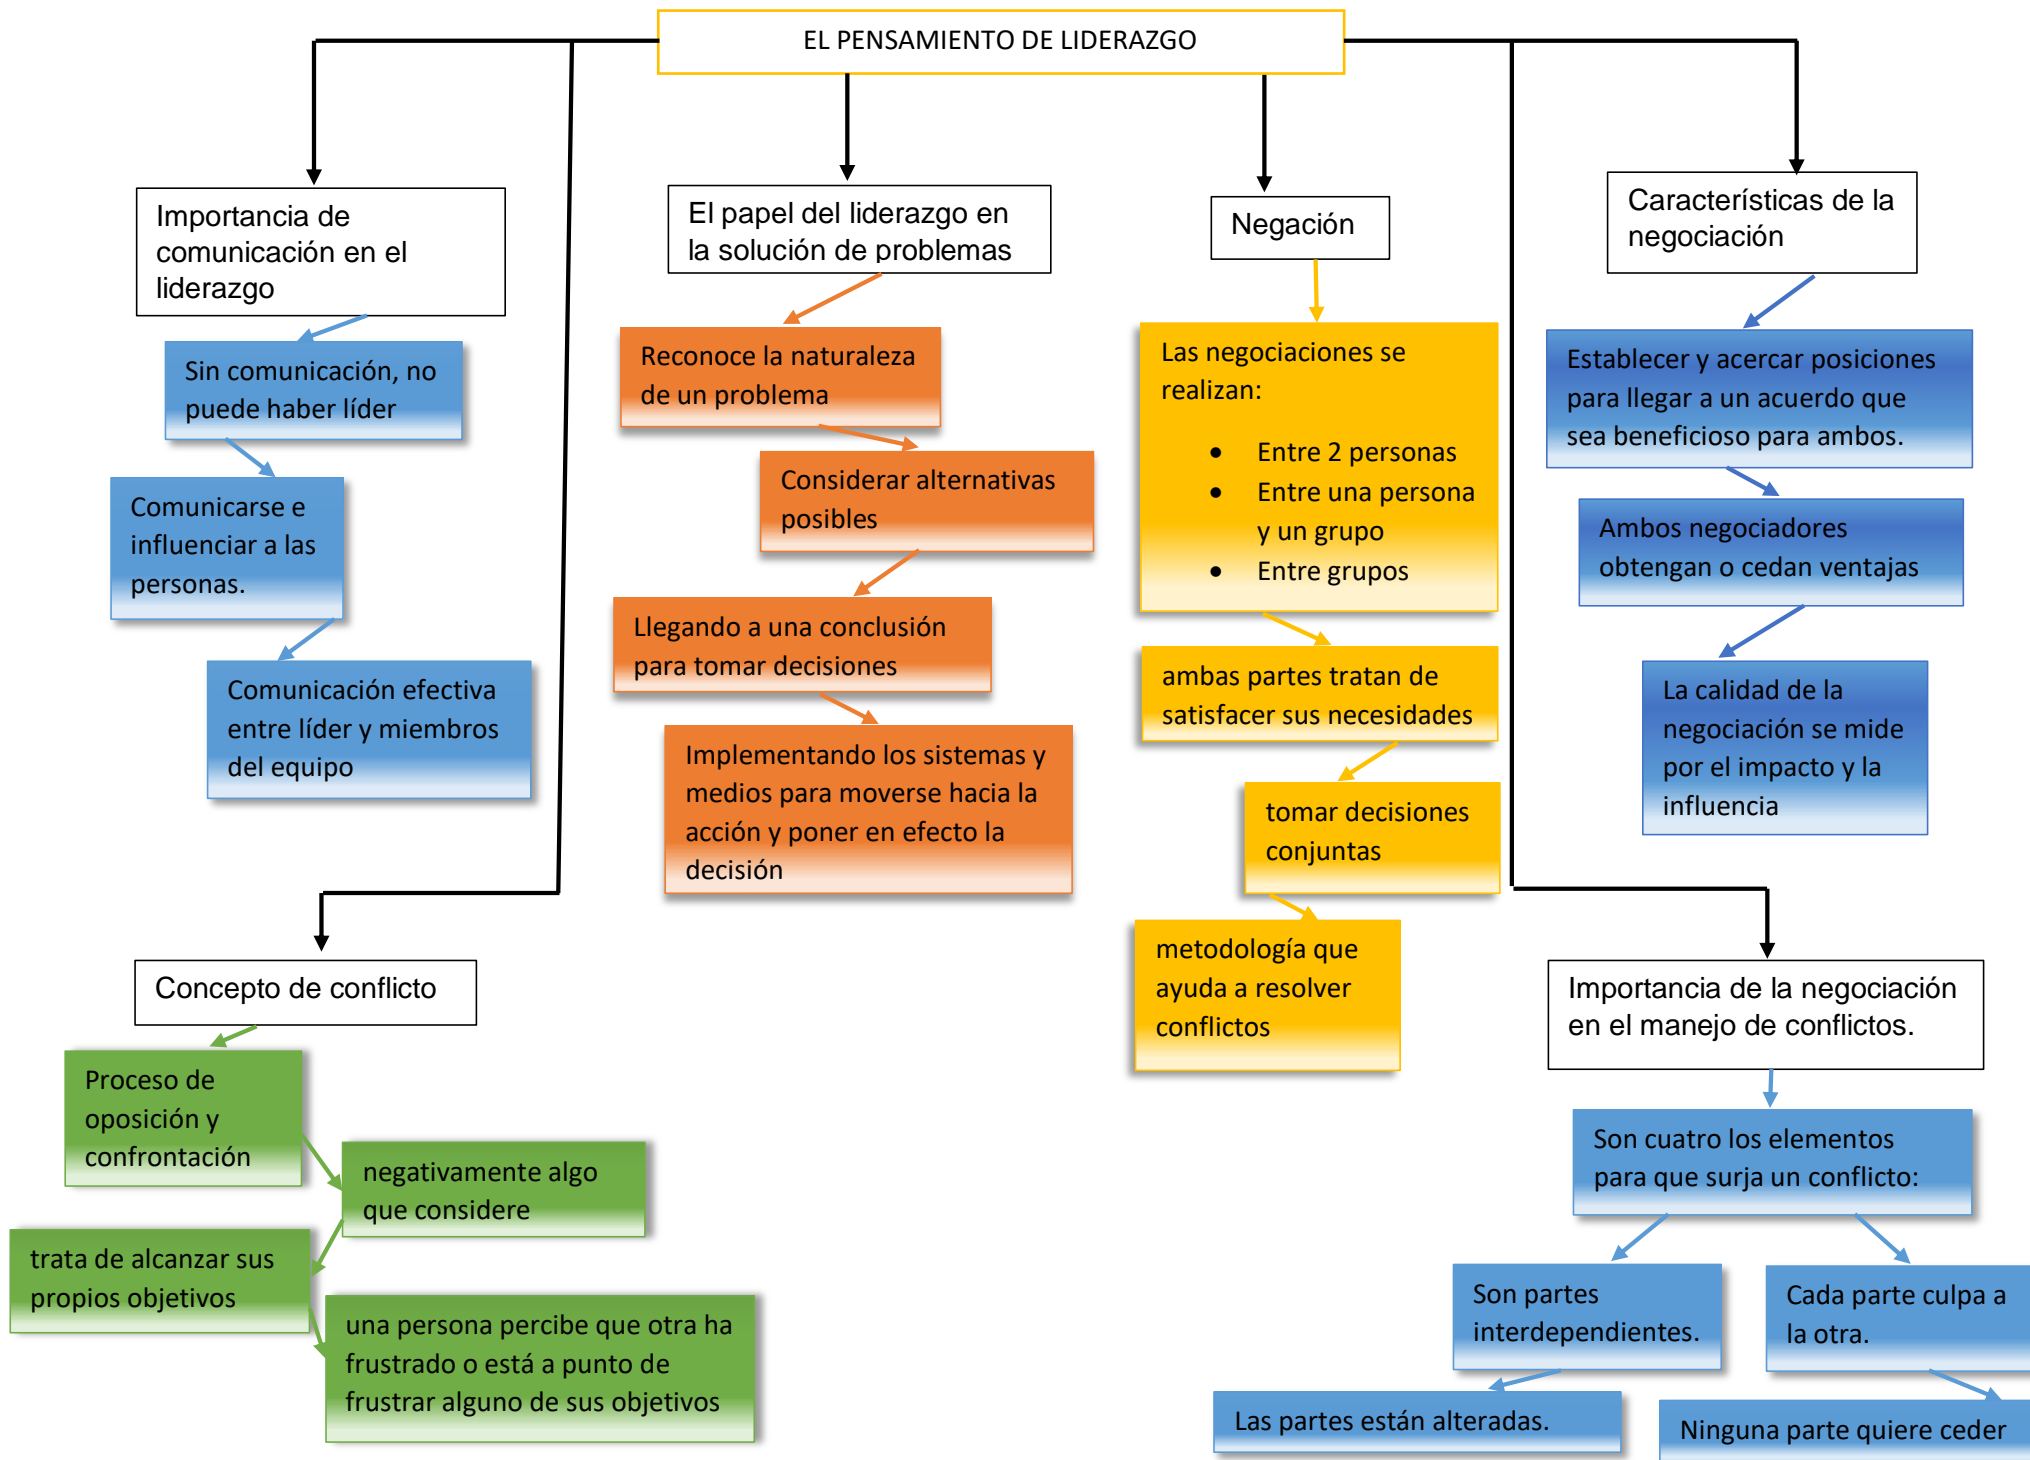 EL PENSAMIENTO DE LIDERAZGO
Importancia de
comunicación en el
liderazgo
Sin comunicación, no
puede haber líder
Comunicarse e
influenciar a las
personas.
Comunicación efectiva
entre líder y miembros
del equipo
El papel del liderazgo en
la solución de problemas
Reconoce la naturaleza
de un problema
Considerar alternativas
posibles
Llegando a una conclusión
para tomar decisiones
Implementando los sistemas y
medios para moverse hacia la
acción y poner en efecto la
decisión
Negación
Las negociaciones se
realizan:
• Entre 2 personas
• Entre una persona
y un grupo
• Entre grupos
ambas partes tratan de
satisfacer sus necesidades
tomar decisiones
conjuntas
metodología que
ayuda a resolver
conflictos
Características de la
negociación
Establecer y acercar posiciones
para llegar a un acuerdo que
sea beneficioso para ambos.
Ambos negociadores
obtengan o cedan ventajas
La calidad de la
negociación se mide
por el impacto y la
influencia
Concepto de conflicto
Proceso de
oposición y
confrontación
negativamente algo
que considere
trata de alcanzar sus
propios objetivos
una persona percibe que otra ha
frustrado o está a punto de
frustrar alguno de sus objetivos
Importancia de la negociación
en el manejo de conflictos.
Son cuatro los elementos
para que surja un conflicto:
Son partes
interdependientes.
Cada parte culpa a
la otra.
Las partes están alteradas.
Ninguna parte quiere ceder